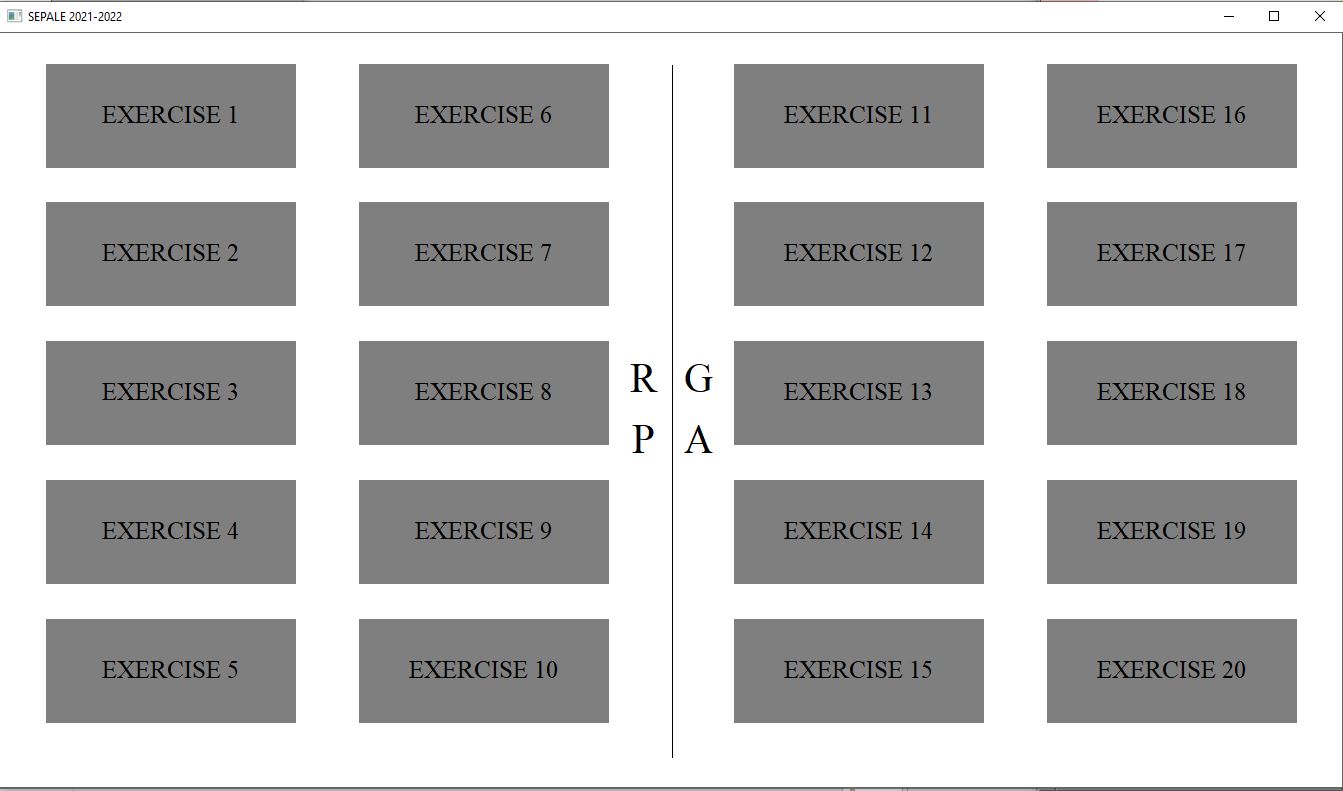 SEPALE 2021-2022
EXERCISE 1
EXERCISE 6
EXERCISE 11
EXERCISE 16
EXERCISE 2
EXERCISE 7
EXERCISE 12
EXERCISE 17
R G
EXERCISE 3
EXERCISE 8
EXERCISE 13
EXERCISE 18
P A
EXERCISE 4
EXERCISE 9
EXERCISE 14
EXERCISE 19
EXERCISE 5
EXERCISE 10
EXERCISE 15
EXERCISE 20